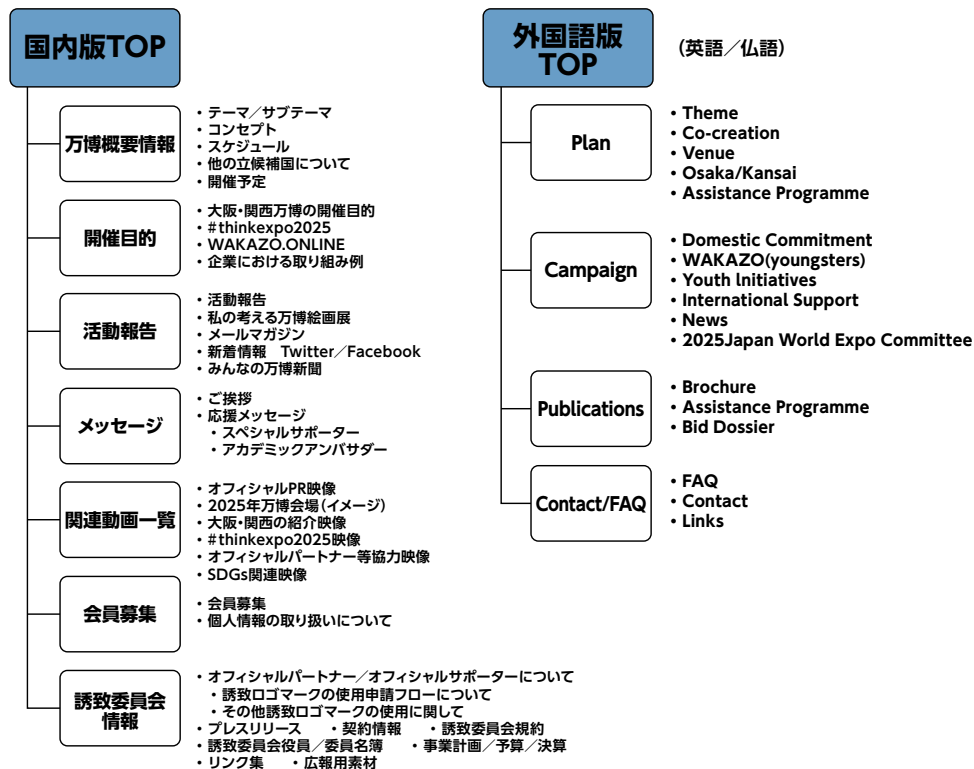 国内版TOP
万博概要情報
・テーマ／サブテーマ
・コンセプト
・スケジュール
・他の立候補国について
・開催予定
開催目的
・大阪・関西万博の開催目的
・#thinkexpo2025
・WAKAZO.ONLINE
・企業における取り組み例
活動報告
・活動報告
・私の考える万博絵画展
・メールマガジン
・新着情報　Twitter／Facebook
・みんなの万博新聞
メッセージ
・ご挨拶
・応援メッセージ
・スペシャルサポーター
・アカデミックアンバサダー
関連動画一覧
・オフィシャルPR映像
・2025年万博会場（イメージ）
・大阪・関西の紹介映像
・#thinkexpo2025映像
・オフィシャルパートナー等協力映像
・SDGs関連映像
会員募集
・会員募集
・個人情報の取り扱いについて
誘致委員会
情報
・オフィシャルパートナー／オフィシャルサポーターについて
・誘致ロゴマークの使用申請フローについて
・その他誘致ロゴマークの使用に関して
・プレスリリース　・契約情報　・誘致委員会規約
・誘致委員会役員／委員名簿　・事業計画／予算／決算
・リンク集　・広報用素材
外国語版
TOP
（英語／仏語）
Plan
・Theme
・Co-creation
・Venue
・Osaka/Kansai
・Assistance Programme
Campaign
・Domestic Commitment
・WAKAZO(youngsters)
・Youth Initiatives
・International Support
・News
・2025Japan World Expo Committee
Publications
・Brochure
・Assistance Programme
・Bid Dossier
Contact/FAQ
・FAQ
・Contact
・Links